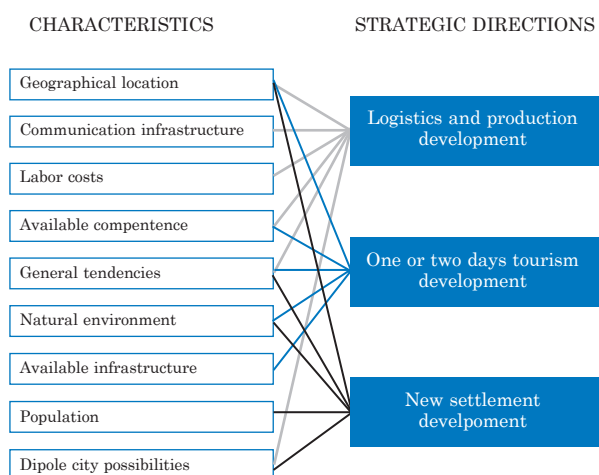 CHARACTERISTICS
STRATEGIC DIRECTIONS
Geographical location
Communication infrastructure
Labor costs
Available compentence
General tendencies
Natural environment
Available infrastructure
Population
Dipole city possibilities
Logistics and production
development
One or two days tourism
development
New settlement
develpoment